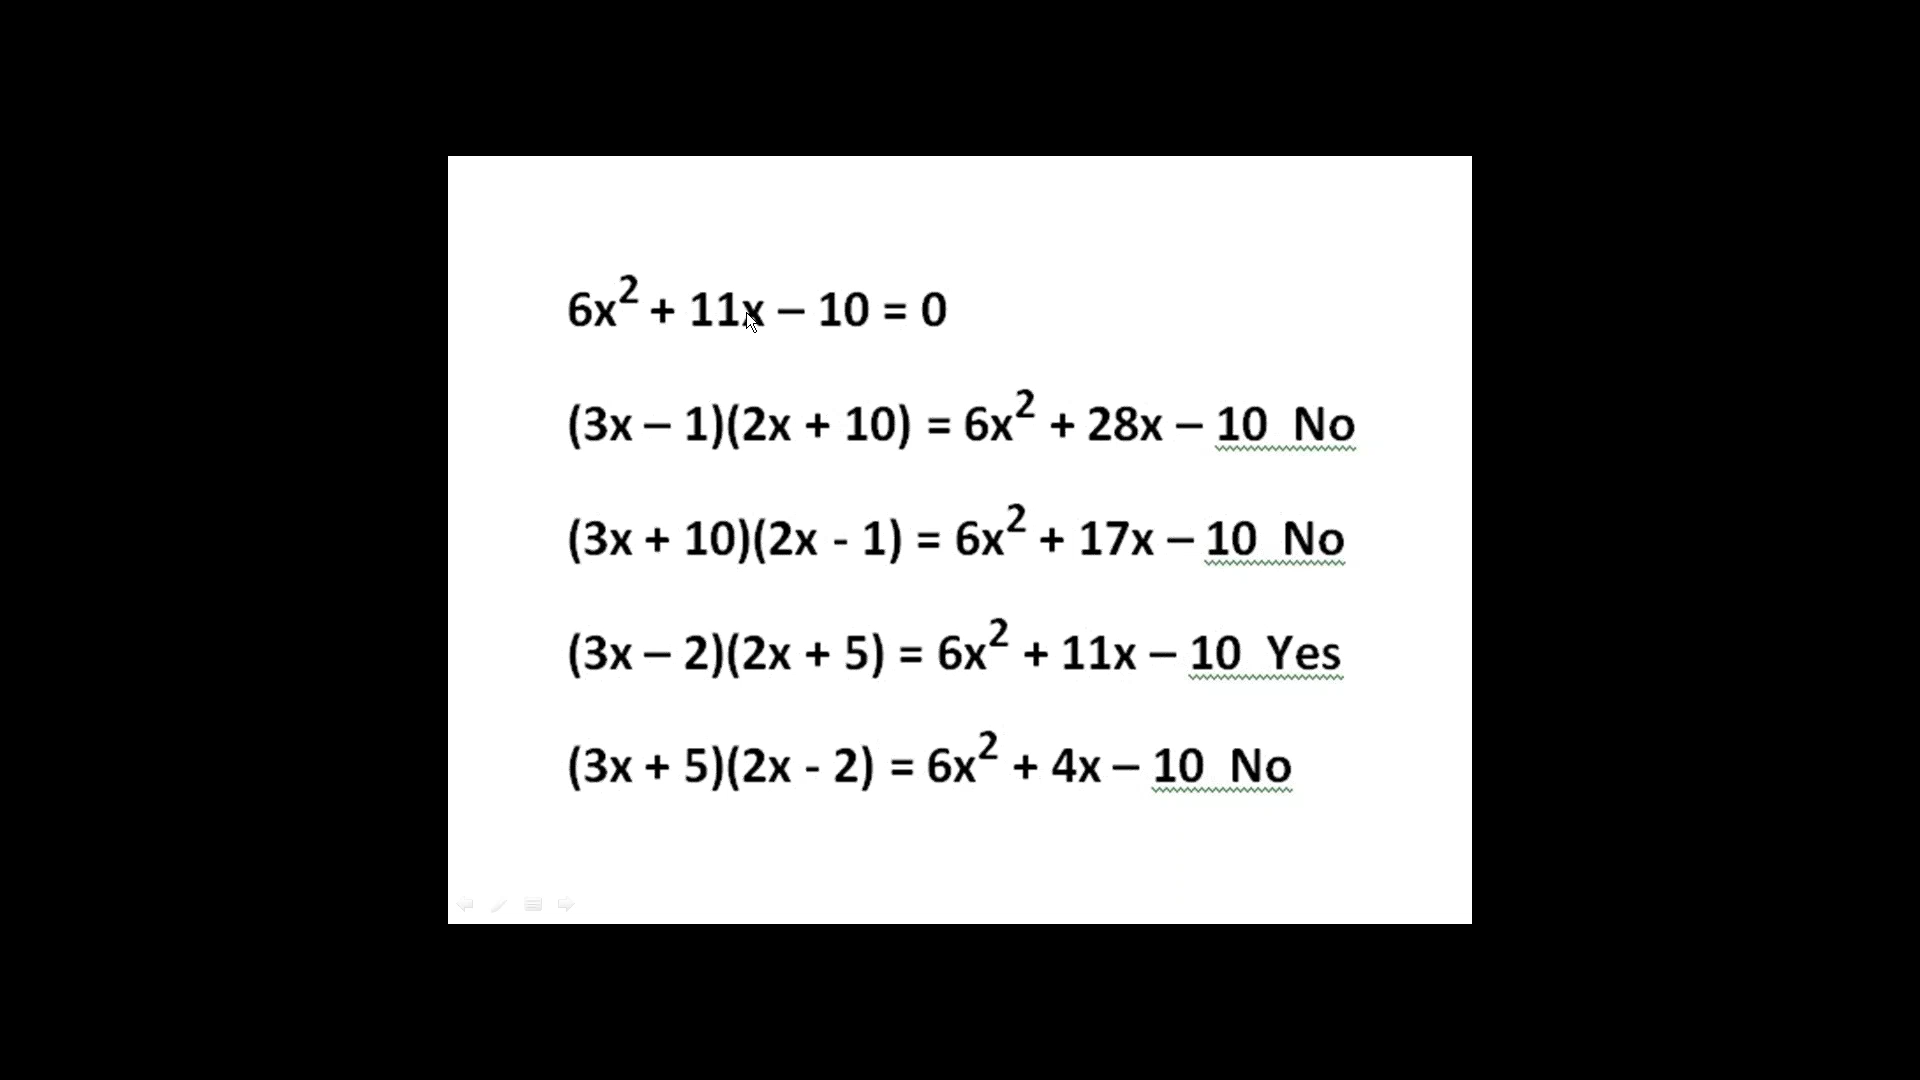 6x² + 11x – 10 = 0
(3x – 1)(2x + 10) = 6x² + 28x – 10  No
(3x + 10)(2x - 1) = 6x² + 17x – 10  No
(3x – 2)(2x + 5) = 6x² + 11x – 10  Yes
(3x + 5)(2x - 2) = 6x² + 4x – 10  No